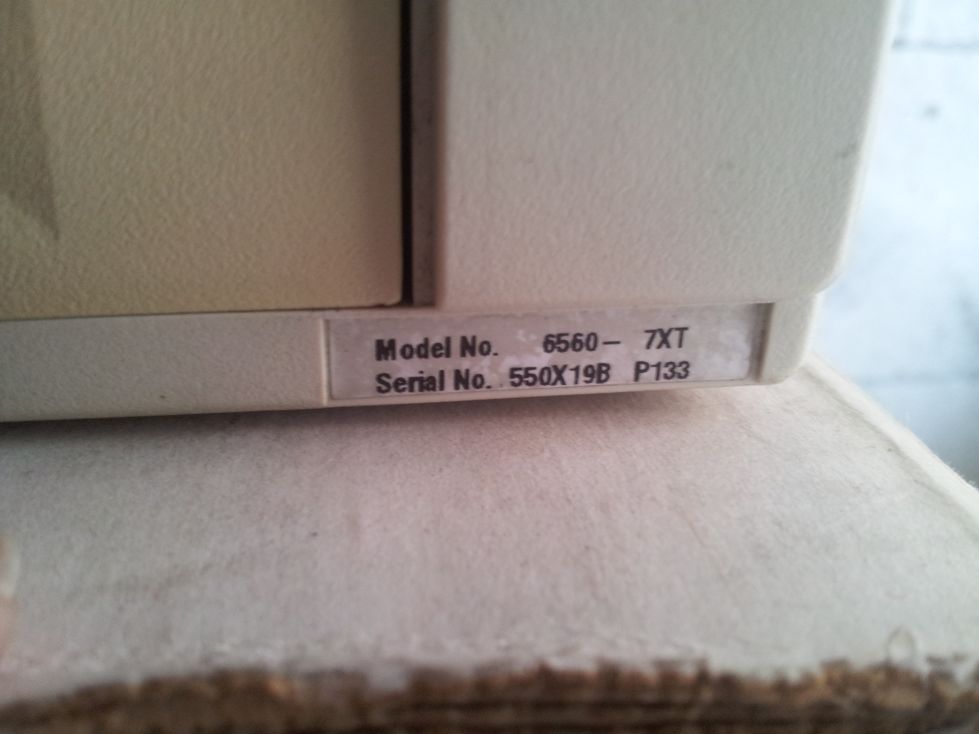 Model No. 6560– 7XT
Serial No. 550X19B P133